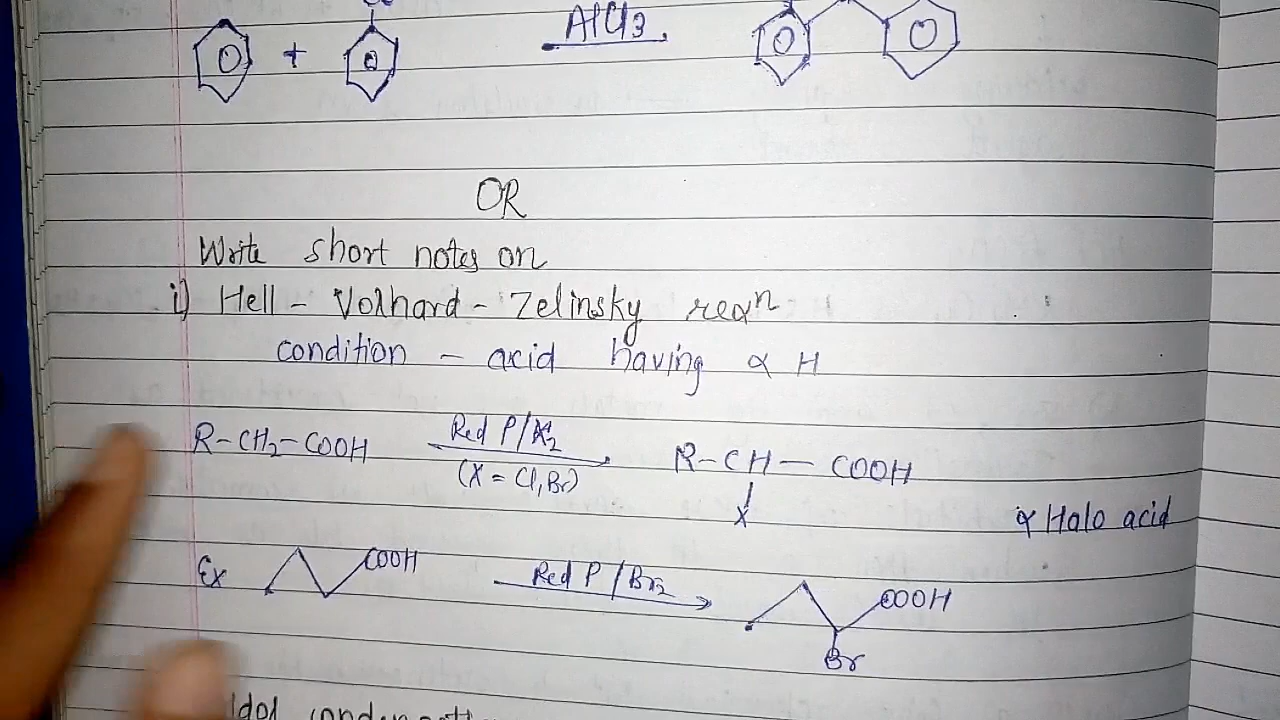 + AlCl3
OR
Write short notes on
i) Hell - Volhard - Zelinsky reaxn
condition - acid having α H
R-CH2-COOH Red P/X2 (X = Cl, Br) R-CH-COOH
X
α Halo acid
Ex COOH Red P/Br2 COOH
Br